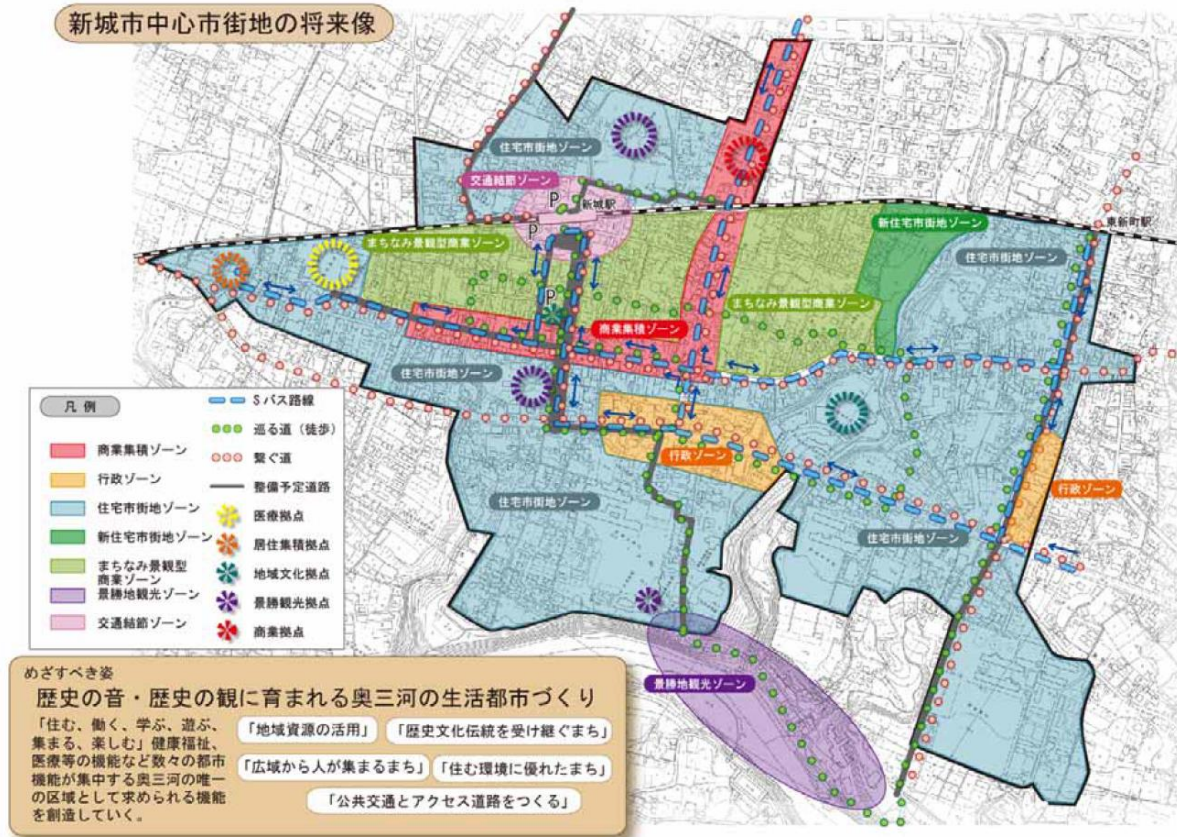 新城市中心市街地の将来像
住宅市街地ゾーン
交通結節ゾーン
P
新城駅
P
新住宅市街地ゾーン
東新町駅
まちなみ景観型商業ゾーン
住宅市街地ゾーン
P
まちなみ景観型商業ゾーン
商業集積ゾーン
住宅市街地ゾーン
行政ゾーン
行政ゾーン
住宅市街地ゾーン
住宅市街地ゾーン
景勝地観光ゾーン
凡例
商業集積ゾーン
行政ゾーン
住宅市街地ゾーン
新住宅市街地ゾーン
まちなみ景観型
商業ゾーン
景勝地観光ゾーン
交通結節ゾーン
Sバス路線
巡る道（徒歩）
繋ぐ道
整備予定道路
医療拠点
居住集積拠点
地域文化拠点
景勝観光拠点
商業拠点
めざすべき姿
歴史の音・歴史の観に育まれる奥三河の生活都市づくり
「住む、働く、学ぶ、遊ぶ、
集まる、楽しむ」健康福祉、
医療等の機能など数々の都市
機能が集中する奥三河の唯一
の区域として求められる機能
を創造していく。
「地域資源の活用」
「歴史文化伝統を受け継ぐまち」
「広域から人が集まるまち」
「住む環境に優れたまち」
「公共交通とアクセス道路をつくる」